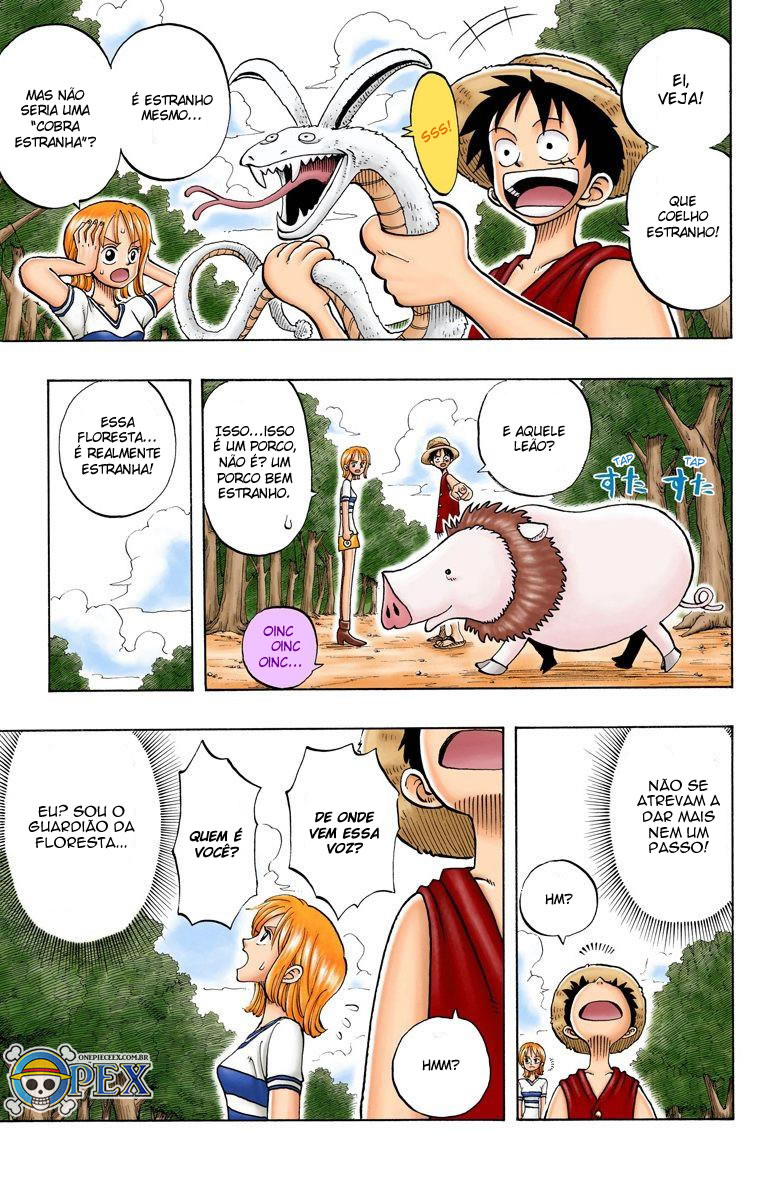 EI,
VEJA!
QUE
COELHO
ESTRANHO!
SSS!
É ESTRANHO
MESMO...
MAS NÃO
SERIA UMA
"COBRA
ESTRANHA"?
E AQUELE
LEÃO?
TAP
すた
TAP
すた
ISSO...ISSO
É UM PORCO,
NÃO É? UM
PORCO BEM
ESTRANHO.
OINC
OINC
OINC...
ESSA
FLORESTA...
É REALMENTE
ESTRANHA!
NÃO SE
ATREVAM A
DAR MAIS
NEM UM
PASSO!
HM?
DE ONDE
VEM ESSA
VOZ?
QUEM É
VOCÊ?
HMM?
EU? SOU O
GUARDIÃO DA
FLORESTA...
ONEPIECEEX.COM.BR
OPEX